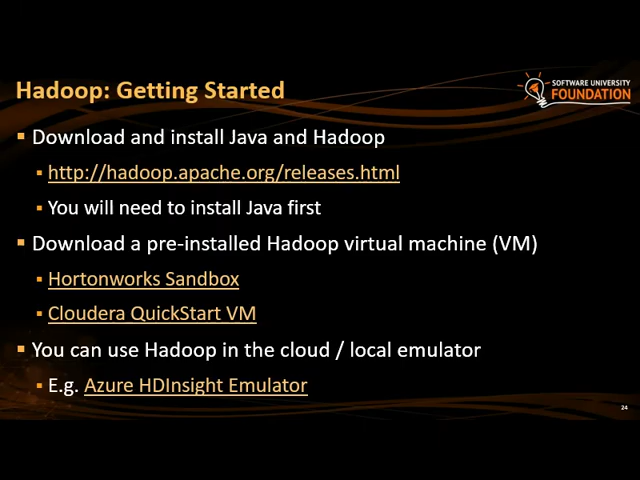 Hadoop: Getting Started
SOFTWARE UNIVERSITY
FOUNDATION
Download and install Java and Hadoop
http://hadoop.apache.org/releases.html
You will need to install Java first
Download a pre-installed Hadoop virtual machine (VM)
Hortonworks Sandbox
Cloudera QuickStart VM
You can use Hadoop in the cloud / local emulator
E.g. Azure HDInsight Emulator
24